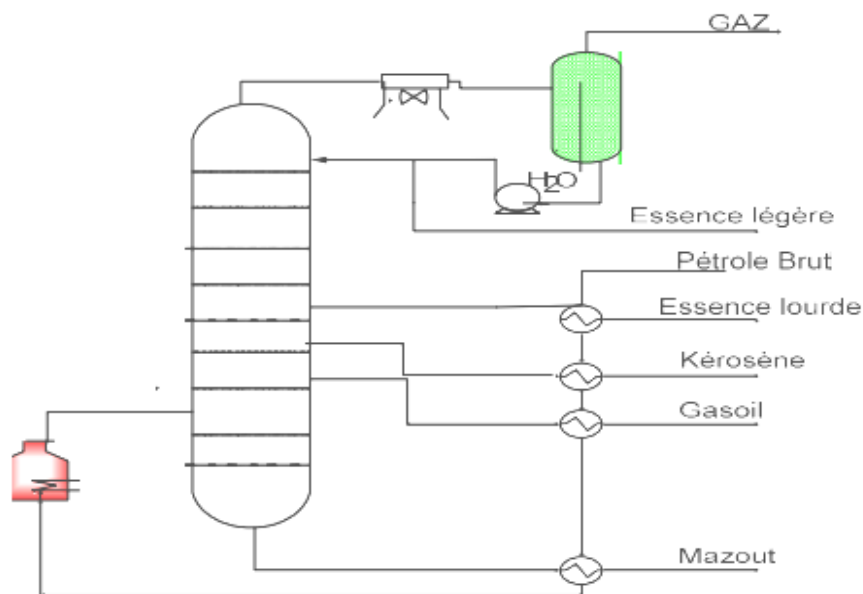 GAZ
H2O
Essence légère
Pétrole Brut
Essence lourde
Kérosène
Gasoil
Mazout